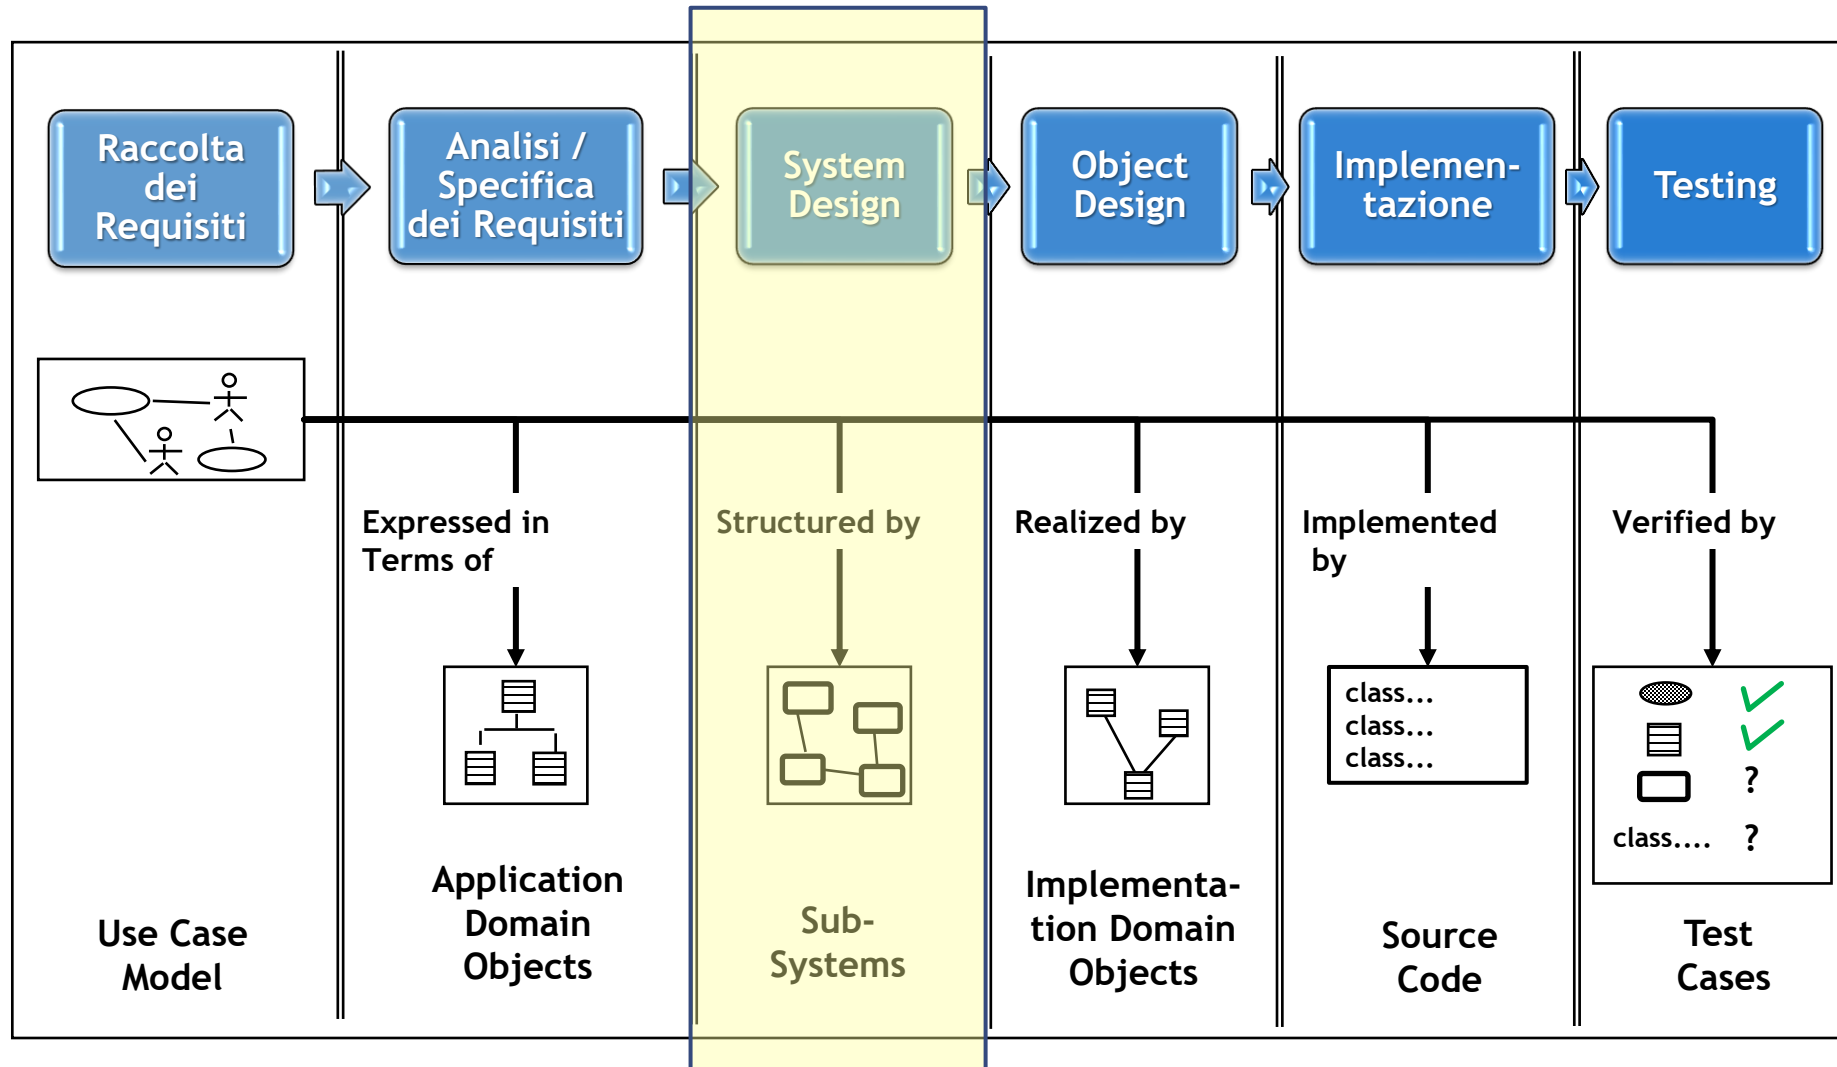 Raccolta
dei
Requisiti
Analisi /
Specifica
dei Requisiti
System
Design
Object
Design
Implemen-
tazione
Testing
Expressed in
Terms of
Structured by
Realized by
Implemented
by
Verified by
class...
class...
class...
?
class....
?
Use Case
Model
Application
Domain
Objects
Sub-
Systems
Implementa-
tion Domain
Objects
Source
Code
Test
Cases